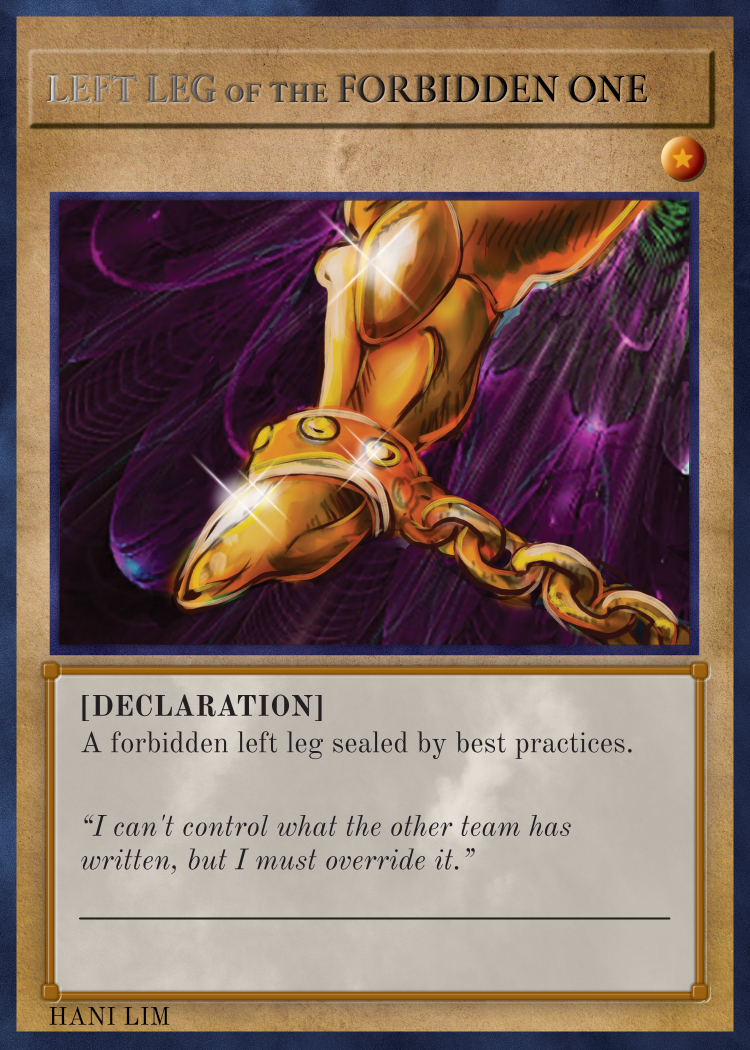 LEFT LEG OF THE FORBIDDEN ONE
[DECLARATION]
A forbidden left leg sealed by best practices.
“I can't control what the other team has
written, but I must override it.”
HANI LIM